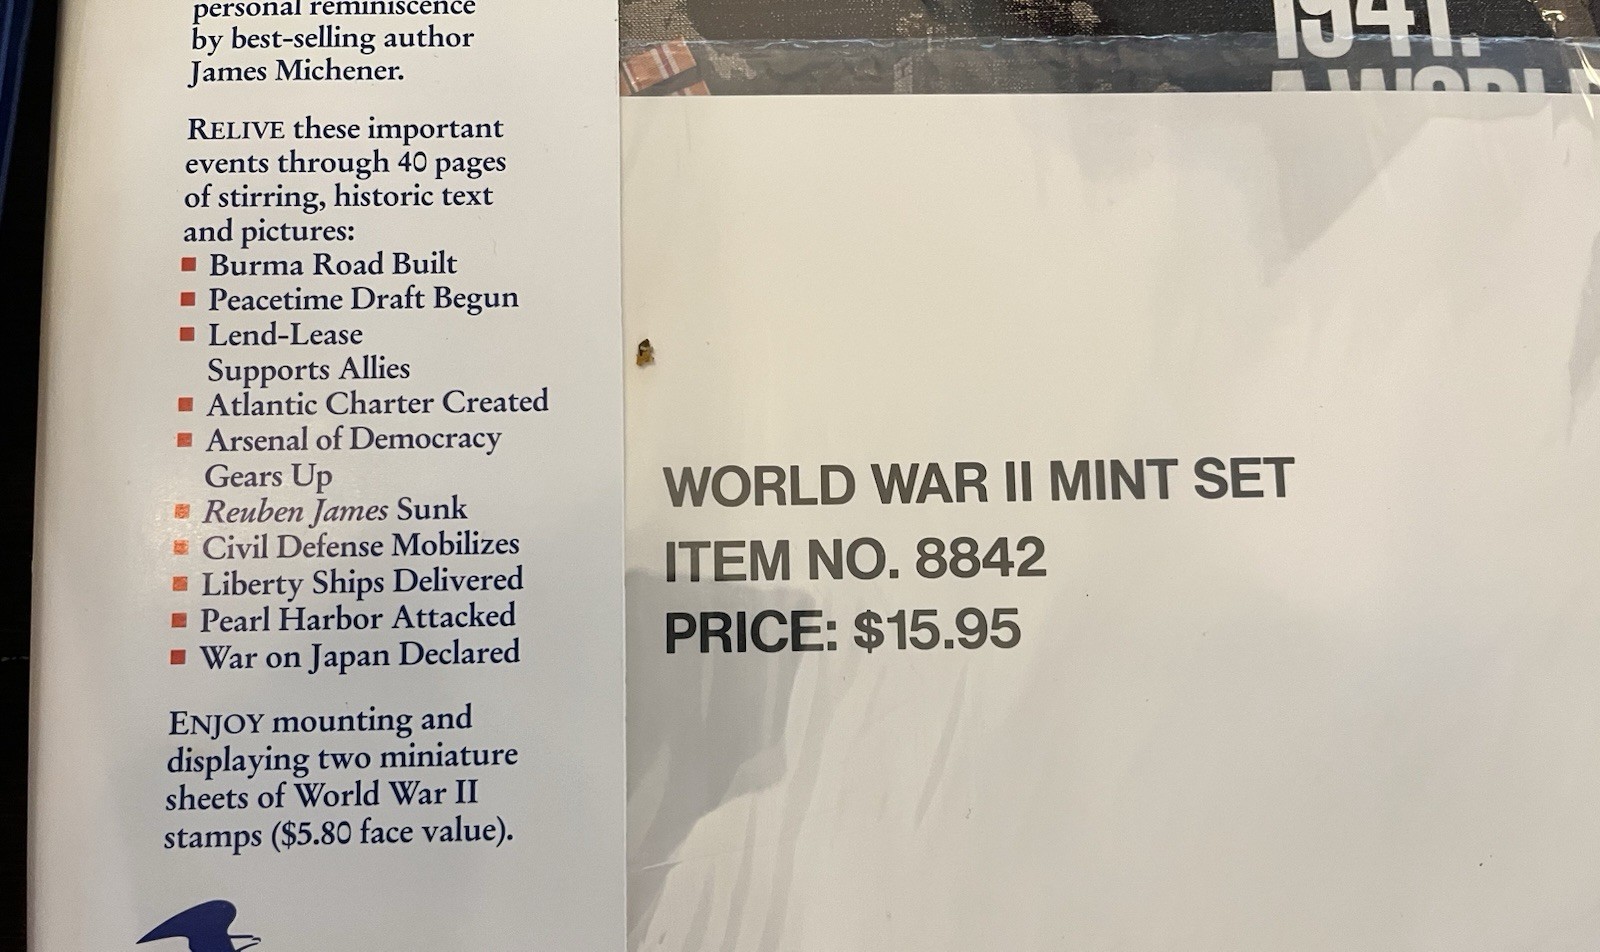 personal reminiscence
by best-selling author
James Michener.
RELIVE these important
events through 40 pages
of stirring, historic text
and pictures:
Burma Road Built
Peacetime Draft Begun
Lend-Lease
Supports Allies
Atlantic Charter Created
Arsenal of Democracy
Gears Up
Reuben James Sunk
Civil Defense Mobilizes
Liberty Ships Delivered
Pearl Harbor Attacked
War on Japan Declared
ENJOY mounting and
displaying two miniature
sheets of World War II
stamps ($5.80 face value).
1941:
A WORLD
WORLD WAR II MINT SET
ITEM NO. 8842
PRICE: $15.95